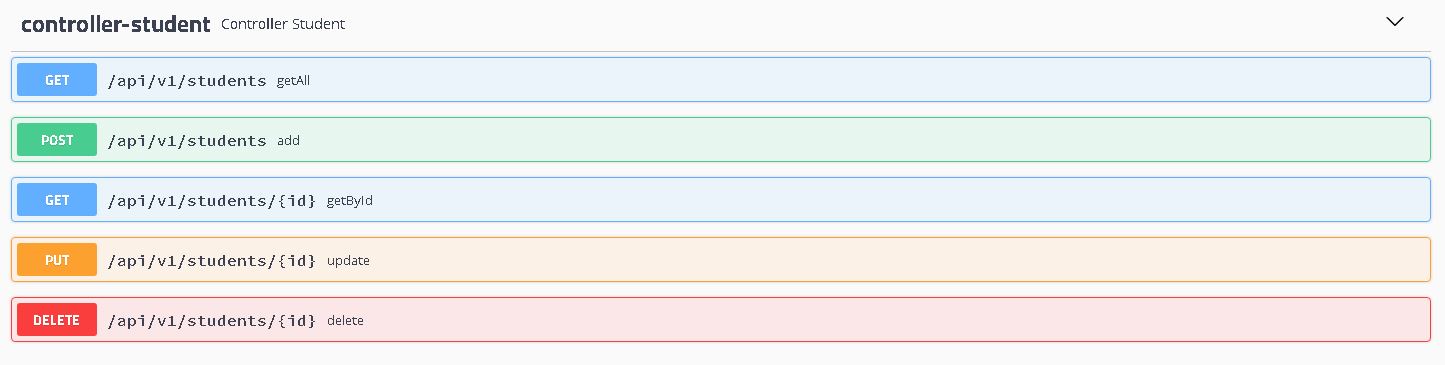 controller-student Controller Student
GET /api/v1/students getAll
POST /api/v1/students add
GET /api/v1/students/{id} getById
PUT /api/v1/students/{id} update
DELETE /api/v1/students/{id} delete